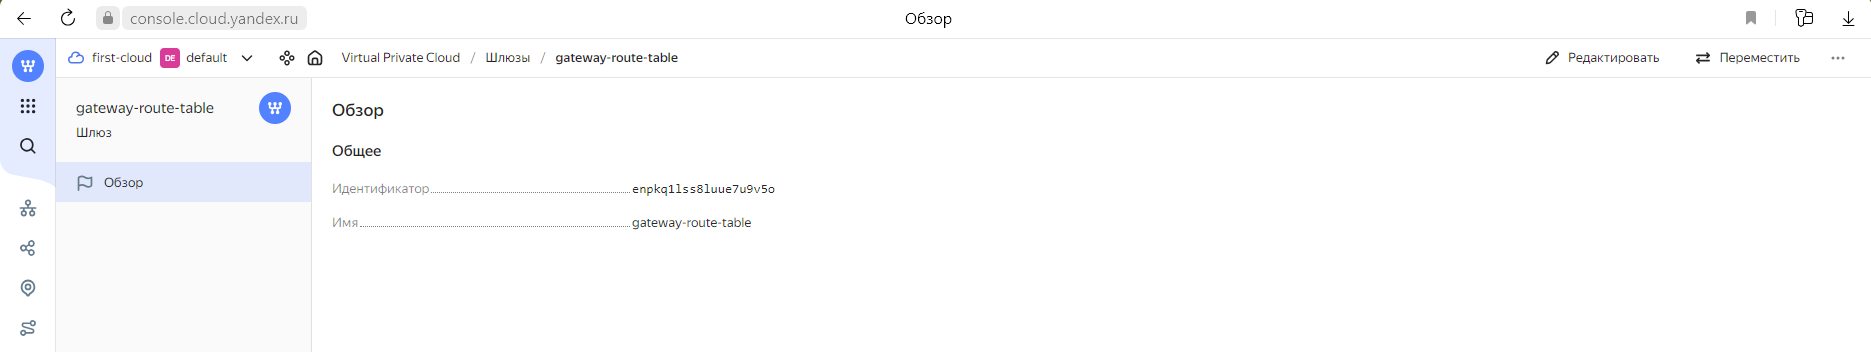 console.cloud.yandex.ru
Обзор
first-cloud DE default Virtual Private Cloud / Шлюзы / gateway-route-table Редактировать Переместить
gateway-route-table
Шлюз
Обзор
Обзор
Общее
Идентификатор enpkq1lss8luue7u9v5o
Имя gateway-route-table